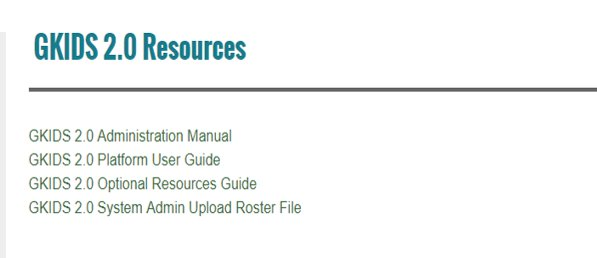 GKIDS 2.0 Resources
GKIDS 2.0 Administration Manual
GKIDS 2.0 Platform User Guide
GKIDS 2.0 Optional Resources Guide
GKIDS 2.0 System Admin Upload Roster File